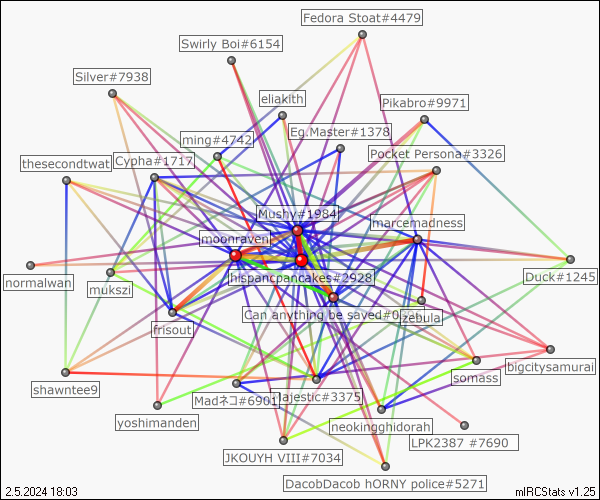 Fedora Stoat#4479
Swirly Boi#6154
Silver#7938
eliakith
Pikabro#9971
Eg.Master#1378
ming#4742
Pocket Persona#3326
thesecondtwat
Cypha#1717
Mushy#1984
marcemadness
moonraven
hispancpancakes#2928
Duck#1245
normalwan
mukszi
Can anything be saved#0
zebula
frisout
bigcitysamurai
somass
shawntee9
Madネコ#6901
Majestic#3375
yoshimanden
neokingghidorah
LPK2387 #7690
JKOUYH VIII#7034
DacobDacob hORNY police#5271
2.5.2024 18:03
mIRCStats v1.25